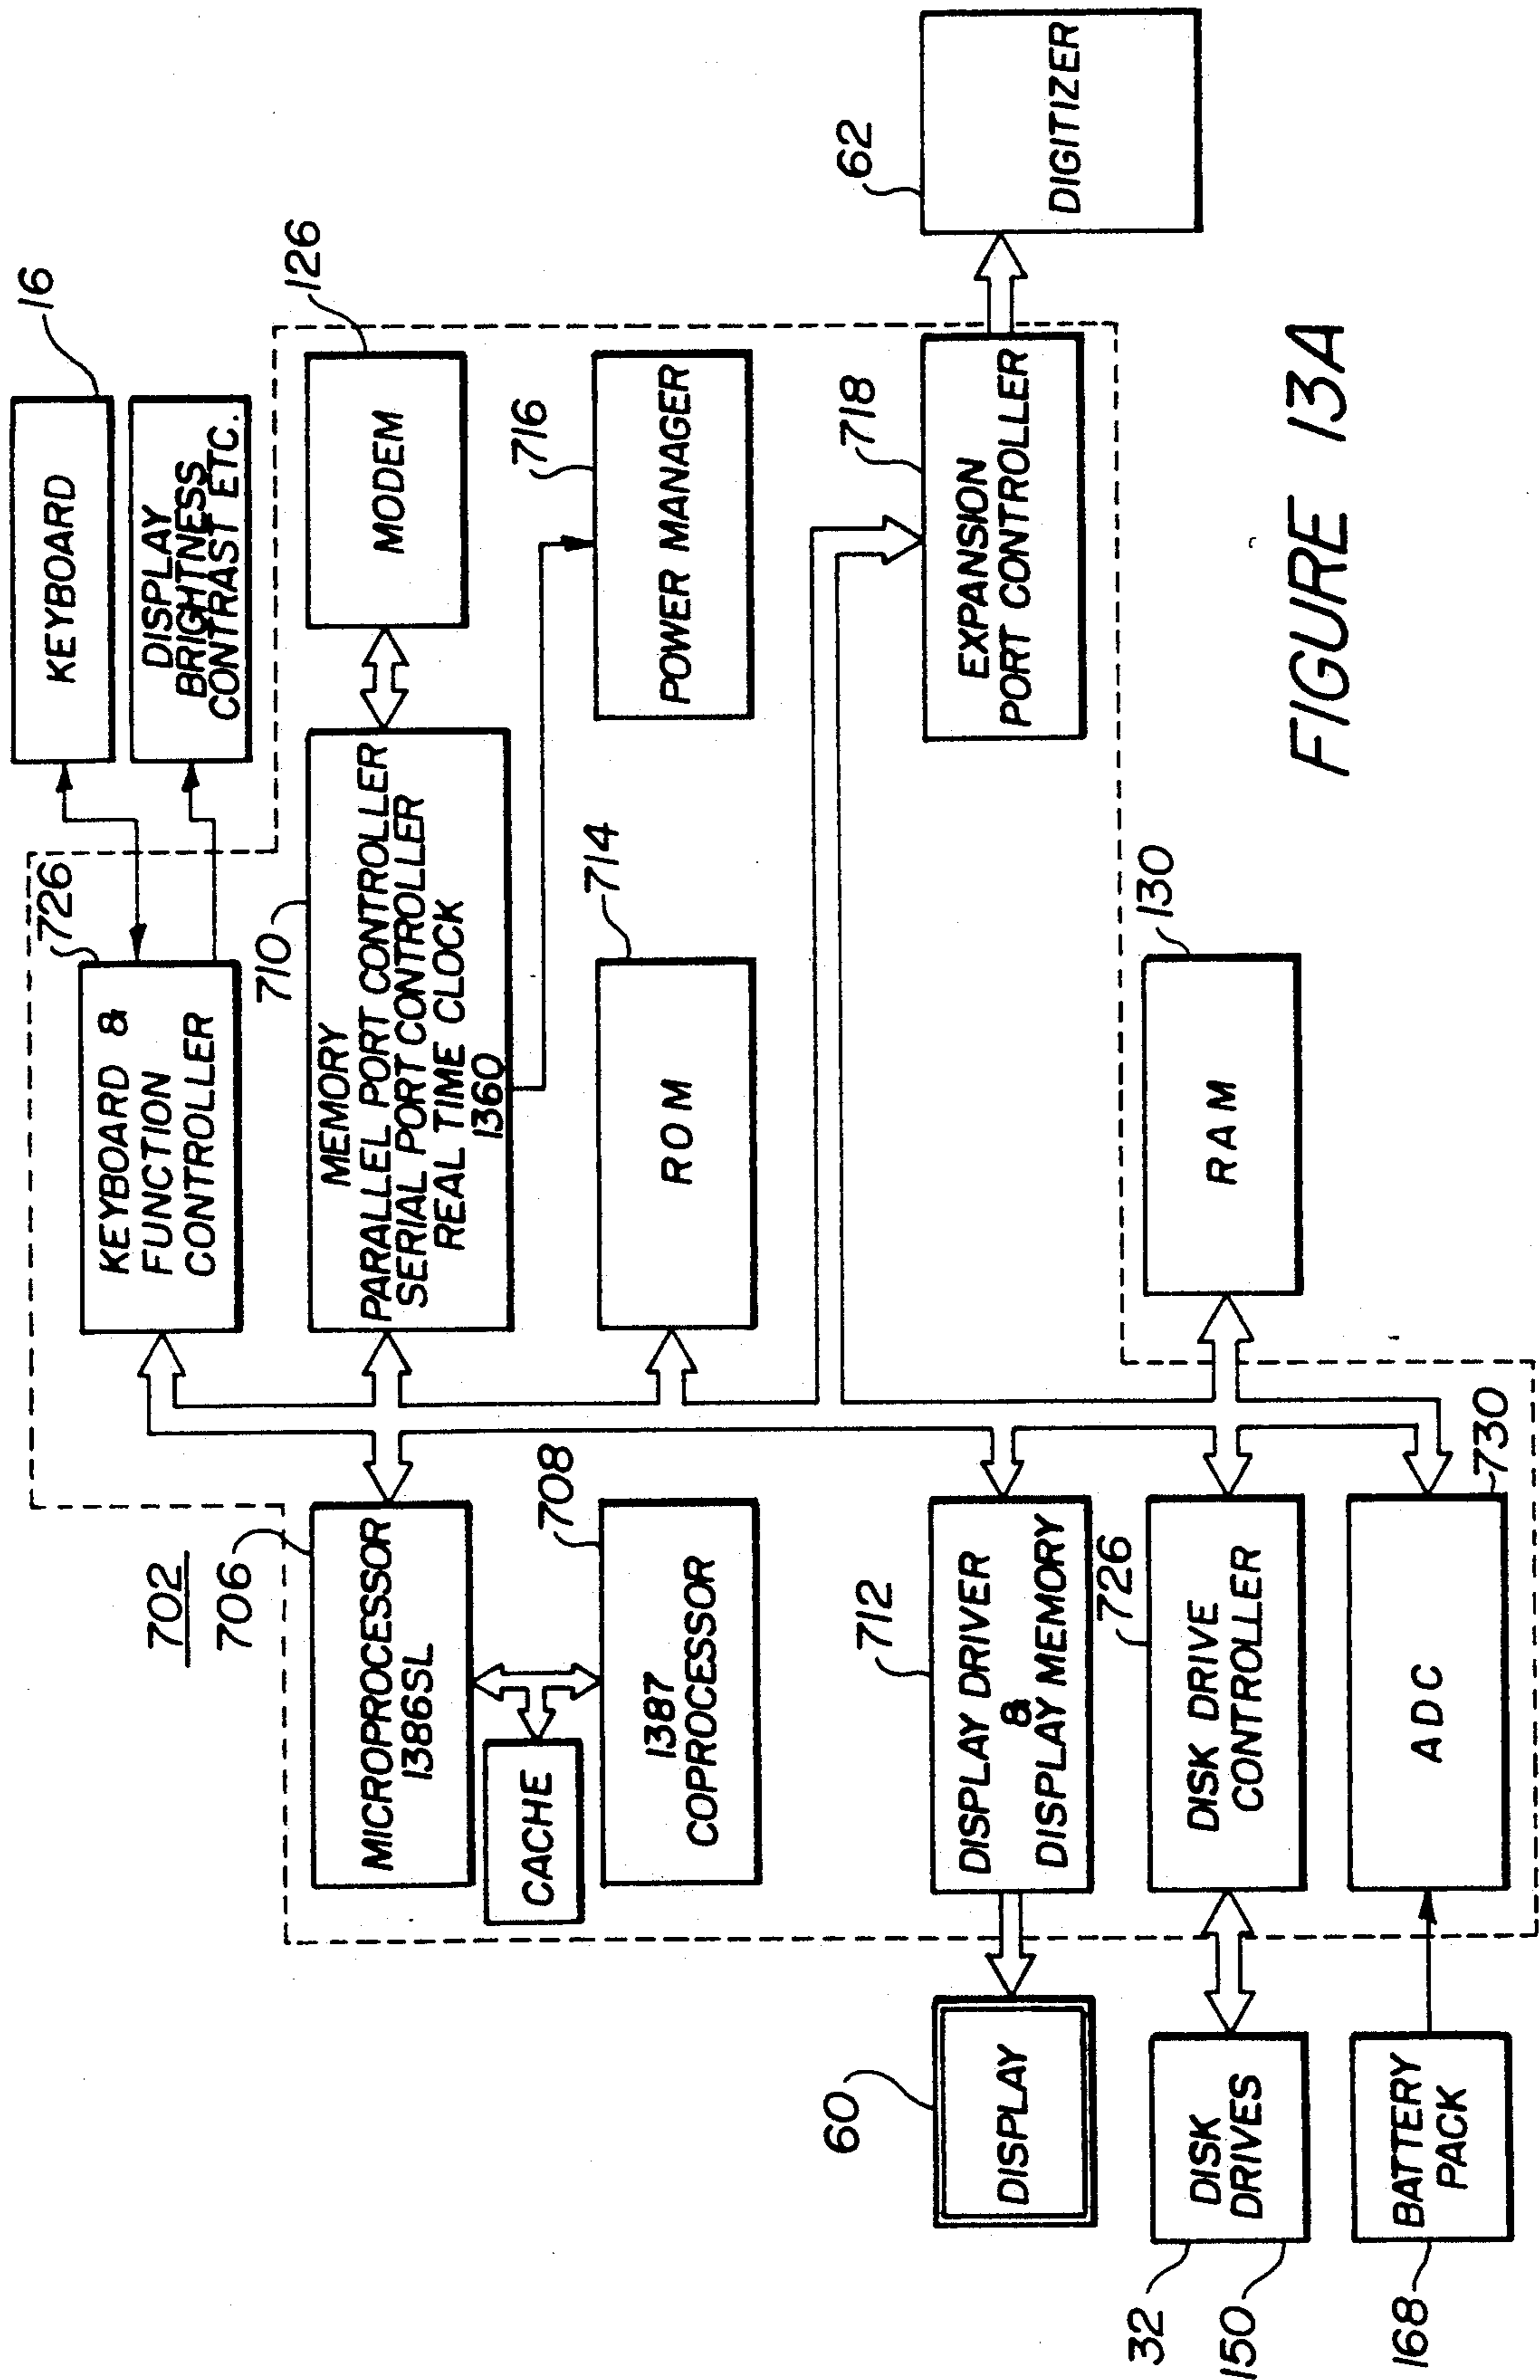 16
KEYBOARD
DISPLAY
BRIGHTNESS
CONTRAST ETC.
726
KEYBOARD &
FUNCTION
CONTROLLER
126
MODEM
710
MEMORY
PARALLEL PORT CONTROLLER
SERIAL PORT CONTROLLER
REAL TIME CLOCK
1360
716
POWER MANAGER
714
ROM
702
706
MICROPROCESSOR
1386SL
CACHE
708
1387
COPROCESSOR
62
DIGITIZER
718
EXPANSION
PORT CONTROLLER
712
DISPLAY DRIVER
&
DISPLAY MEMORY
60
DISPLAY
130
RAM
726
DISK DRIVE
CONTROLLER
32
150
DISK
DRIVES
730
ADC
168
BATTERY
PACK
FIGURE 13A